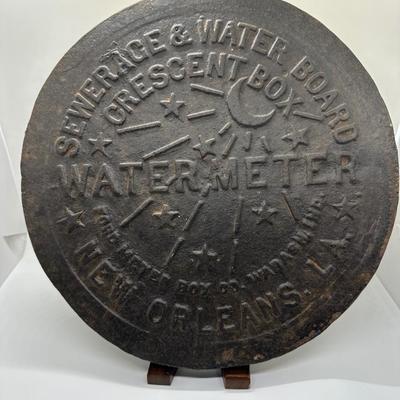 SEWERAGE & WATER BOARD
CRESCENT BOX
WATER METER
FORD METER BOX CO. WABASH. IND.
NEW ORLEANS. LA.